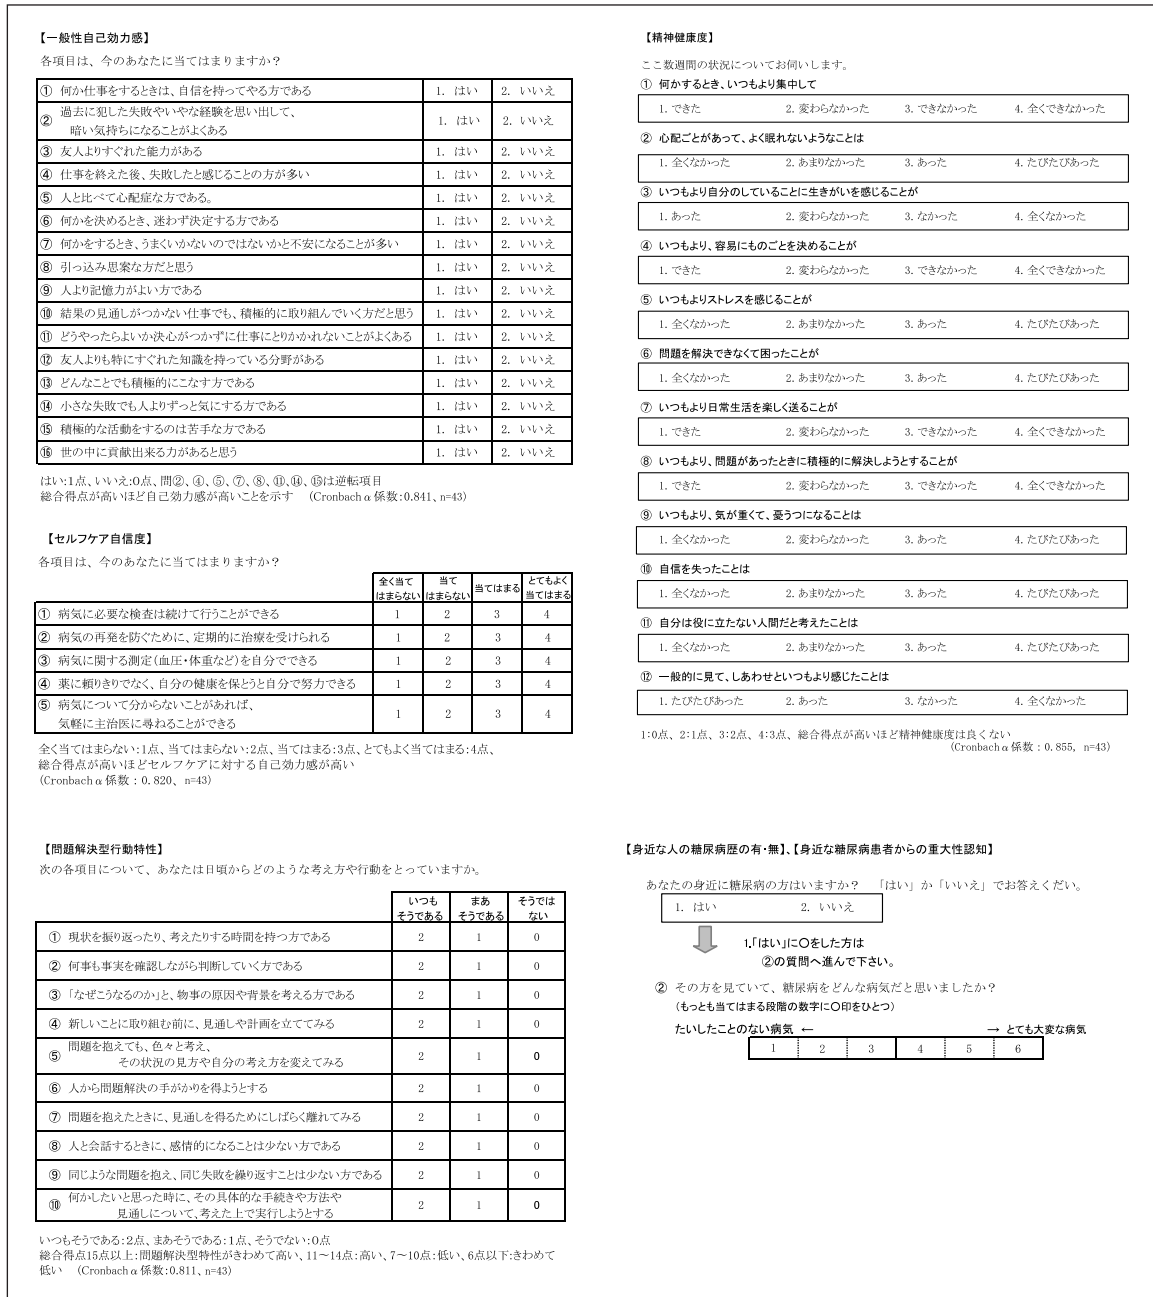 【一般性自己効力感】
各項目は、今のあなたに当てはまりますか？
① 何か仕事をするときは、自信を持ってやる方である 1. はい 2. いいえ
② 過去に犯した失敗やいやな経験を思い出して、
暗い気持ちになることがよくある 1. はい 2. いいえ
③ 友人よりすぐれた能力がある 1. はい 2. いいえ
④ 仕事を終えた後、失敗したと感じることの方が多い 1. はい 2. いいえ
⑤ 人と比べて心配症な方である。 1. はい 2. いいえ
⑥ 何かを決めるとき、迷わず決定する方である 1. はい 2. いいえ
⑦ 何かをするとき、うまくいかないのではないかと不安になることが多い 1. はい 2. いいえ
⑧ 引っ込み思案な方だと思う 1. はい 2. いいえ
⑨ 人より記憶力がよい方である 1. はい 2. いいえ
⑩ 結果の見通しがつかない仕事でも、積極的に取り組んでいく方だと思う 1. はい 2. いいえ
⑪ どうやったらよいか決心がつかずに仕事にとりかかれないことがよくある 1. はい 2. いいえ
⑫ 友人よりも特にすぐれた知識を持っている分野がある 1. はい 2. いいえ
⑬ どんなことでも積極的にこなす方である 1. はい 2. いいえ
⑭ 小さな失敗でも人よりずっと気にする方である 1. はい 2. いいえ
⑮ 積極的な活動をするのは苦手な方である 1. はい 2. いいえ
⑯ 世の中に貢献出来る力があると思う 1. はい 2. いいえ
はい:1点、いいえ:0点、問②、④、⑤、⑦、⑧、⑪、⑭、⑮は逆転項目
総合得点が高いほど自己効力感が高いことを示す (Cronbach α 係数:0.841、n=43)
【セルフケア自信度】
各項目は、今のあなたに当てはまりますか？
全く当て はまらない 当て はまらない 当てはまる とてもよく 当てはまる
① 病気に必要な検査は続けて行うことができる 1 2 3 4
② 病気の再発を防ぐために、定期的に治療を受けられる 1 2 3 4
③ 病気に関する測定(血圧・体重など)を自分でできる 1 2 3 4
④ 薬に頼りきりでなく、自分の健康を保とうと自分で努力できる 1 2 3 4
⑤ 病気について分からないことがあれば、
気軽に主治医に尋ねることができる 1 2 3 4
全く当てはまらない:1点、当てはまらない:2点、当てはまる:3点、とてもよく当てはまる:4点、
総合得点が高いほどセルフケアに対する自己効力感が高い
(Cronbach α 係数：0.820、n=43)
【問題解決型行動特性】
次の各項目について、あなたは日頃からどのような考え方や行動をとっていますか。
いつも そうである まあ そうである そうでは ない
① 現状を振り返ったり、考えたりする時間を持つ方である 2 1 0
② 何事も事実を確認しながら判断していく方である 2 1 0
③ 「なぜこうなるのか」と、物事の原因や背景を考える方である 2 1 0
④ 新しいことに取り組む前に、見通しや計画を立ててみる 2 1 0
⑤ 問題を抱えても、色々と考え、
その状況の見方や自分の考え方を変えてみる 2 1 0
⑥ 人から問題解決の手がかりを得ようとする 2 1 0
⑦ 問題を抱えたときに、見通しを得るためにしばらく離れてみる 2 1 0
⑧ 人と会話するときに、感情的になることは少ない方である 2 1 0
⑨ 同じような問題を抱え、同じ失敗を繰り返すことは少ない方である 2 1 0
⑩ 何かしたいと思った時に、その具体的な手続きや方法や
見通しについて、考えた上で実行しようとする 2 1 0
いつもそうである:2点、まあそうである:1点、そうでない:0点
総合得点15点以上:問題解決型特性がきわめて高い、11～14点:高い、7～10点:低い、6点以下:きわめて
低い (Cronbach α 係数:0.811、n=43)
【精神健康度】
ここ数週間の状況についてお伺いします。
① 何かするとき、いつもより集中して
1. できた 2. 変わらなかった 3. できなかった 4. 全くできなかった
② 心配ごとがあって、よく眠れないようなことは
1. 全くなかった 2. あまりなかった 3. あった 4. たびたびあった
③ いつもより自分のしていることに生きがいを感じることが
1. あった 2. 変わらなかった 3. なかった 4. 全くなかった
④ いつもより、容易にものごとを決めることが
1. できた 2. 変わらなかった 3. できなかった 4. 全くできなかった
⑤ いつもよりストレスを感じることが
1. 全くなかった 2. あまりなかった 3. あった 4. たびたびあった
⑥ 問題を解決できなくて困ったことが
1. 全くなかった 2. あまりなかった 3. あった 4. たびたびあった
⑦ いつもより日常生活を楽しく送ることが
1. できた 2. 変わらなかった 3. できなかった 4. 全くできなかった
⑧ いつもより、問題があったときに積極的に解決しようとすることが
1. できた 2. 変わらなかった 3. できなかった 4. 全くできなかった
⑨ いつもより、気が重くて、憂うつになることは
1. 全くなかった 2. 変わらなかった 3. あった 4. たびたびあった
⑩ 自信を失ったことは
1. 全くなかった 2. あまりなかった 3. あった 4. たびたびあった
⑪ 自分は役に立たない人間だと考えたことは
1. 全くなかった 2. あまりなかった 3. あった 4. たびたびあった
⑫ 一般的に見て、しあわせといつもより感じたことは
1. たびたびあった 2. あった 3. なかった 4. 全くなかった
1:0点、2:1点、3:2点、4:3点、総合得点が高いほど精神健康度は良くない
(Cronbach α 係数：0.855, n=43)
【身近な人の糖尿病歴の有・無】、【身近な糖尿病患者からの重大性認知】
あなたの身近に糖尿病の方はいますか？ 「はい」か「いいえ」でお答えくだい。
1. はい 2. いいえ
1.「はい」に〇をした方は
②の質問へ進んで下さい。
② その方を見ていて、糖尿病をどんな病気だと思いましたか？
(もっとも当てはまる段階の数字に〇印をひとつ)
たいしたことのない病気 ← → とても大変な病気
1 2 3 4 5 6